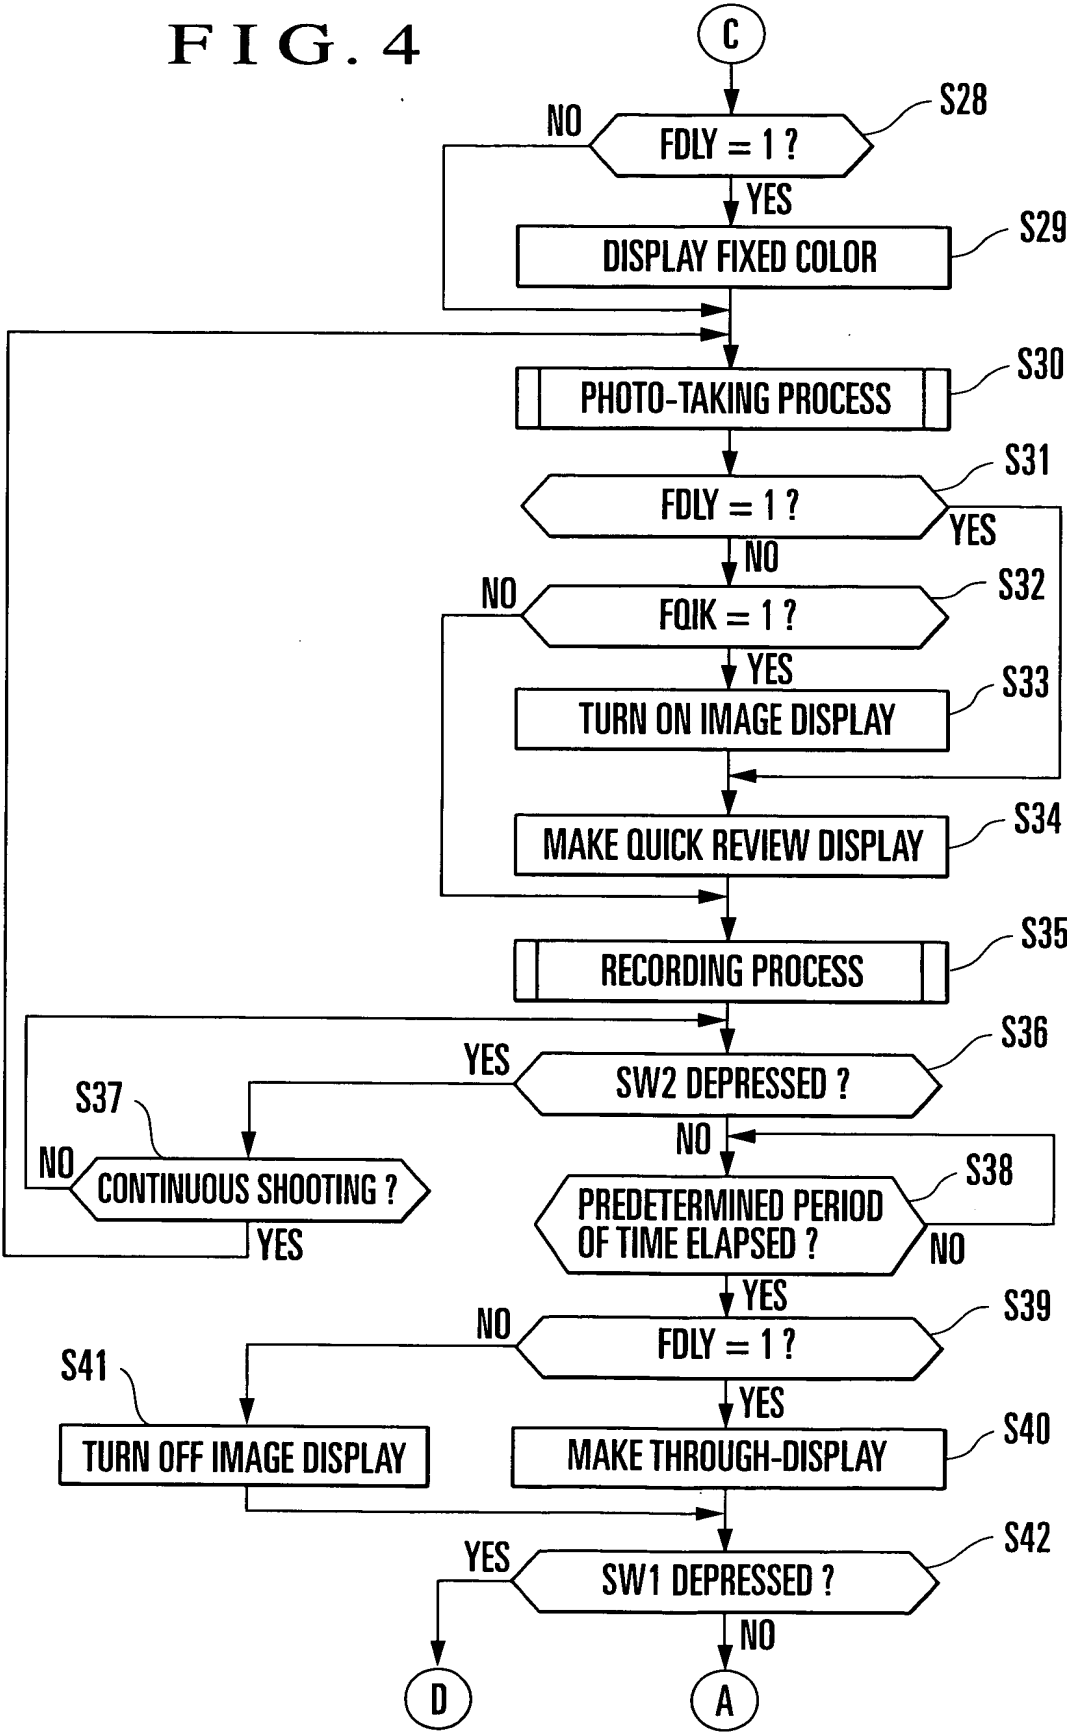 FIG. 4
C
S28
NO
FDLY = 1 ?
YES
S29
DISPLAY FIXED COLOR
S30
PHOTO-TAKING PROCESS
S31
FDLY = 1 ?
YES
NO
S32
NO
FQIK = 1 ?
YES
S33
TURN ON IMAGE DISPLAY
S34
MAKE QUICK REVIEW DISPLAY
S35
RECORDING PROCESS
S36
YES
SW2 DEPRESSED ?
S37
NO
NO
CONTINUOUS SHOOTING ?
YES
S38
PREDETERMINED PERIOD
OF TIME ELAPSED ?
NO
YES
S39
NO
FDLY = 1 ?
S41
YES
S40
TURN OFF IMAGE DISPLAY
MAKE THROUGH-DISPLAY
S42
YES
SW1 DEPRESSED ?
NO
D
A